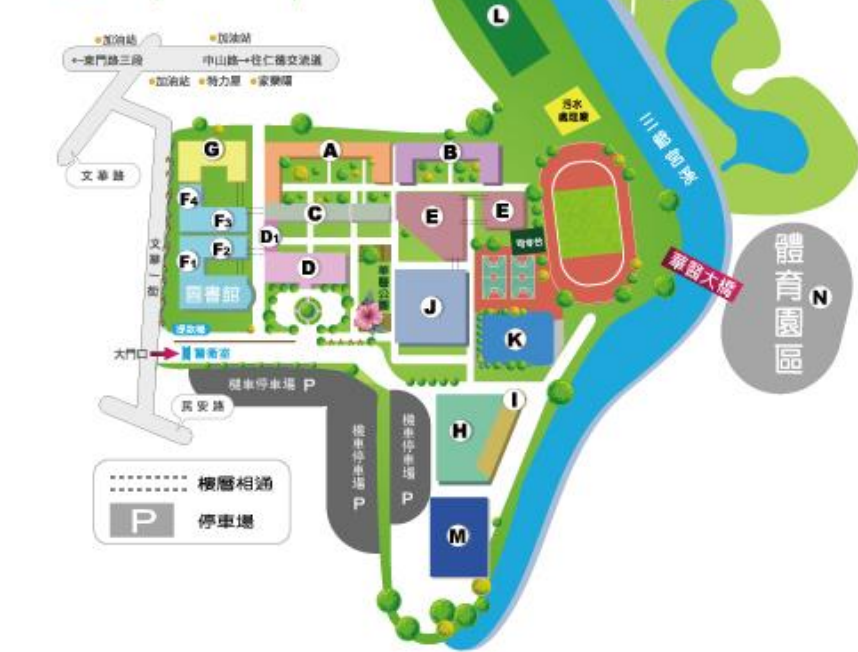 L
加油站
加油站
←東門路三段
中山路→往仁德交流道
加油站
特力屋
家樂福
污水
處理廠
三爺宮溪
文華路
G
A
B
F4
F3
C
E
E
D1
文華一街
F1
F2
D
司令台
華醫大橋
體育園區
N
圖書館
華醫公園
J
K
大門口
警衛室
機車停車場 P
民安路
I
H
機車停車場 P
機車停車場 P
樓層相通
P
停車場
M